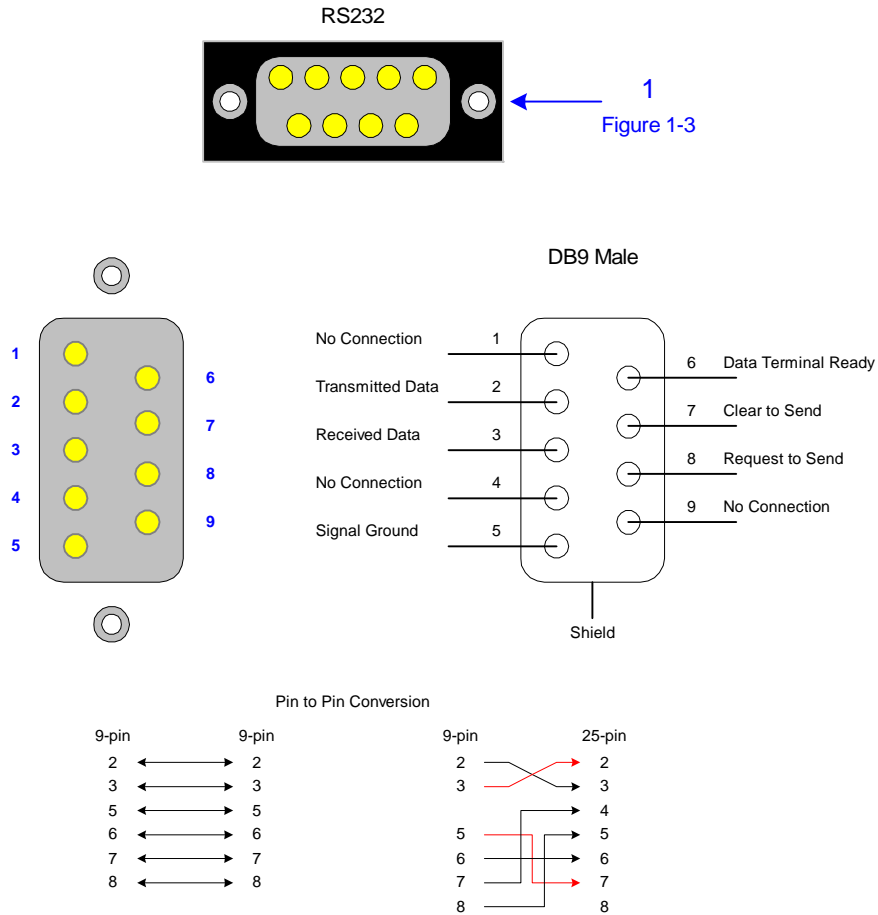 RS232
1
Figure 1-3
DB9 Male
1
2
3
4
5
6
7
8
9
No Connection 1
Transmitted Data 2
Received Data 3
No Connection 4
Signal Ground 5
6 Data Terminal Ready
7 Clear to Send
8 Request to Send
9 No Connection
Shield
Pin to Pin Conversion
9-pin 9-pin
2 2
3 3
5 5
6 6
7 7
8 8
9-pin 25-pin
2 2
3 3
4
5 5
6 6
7 7
8 8